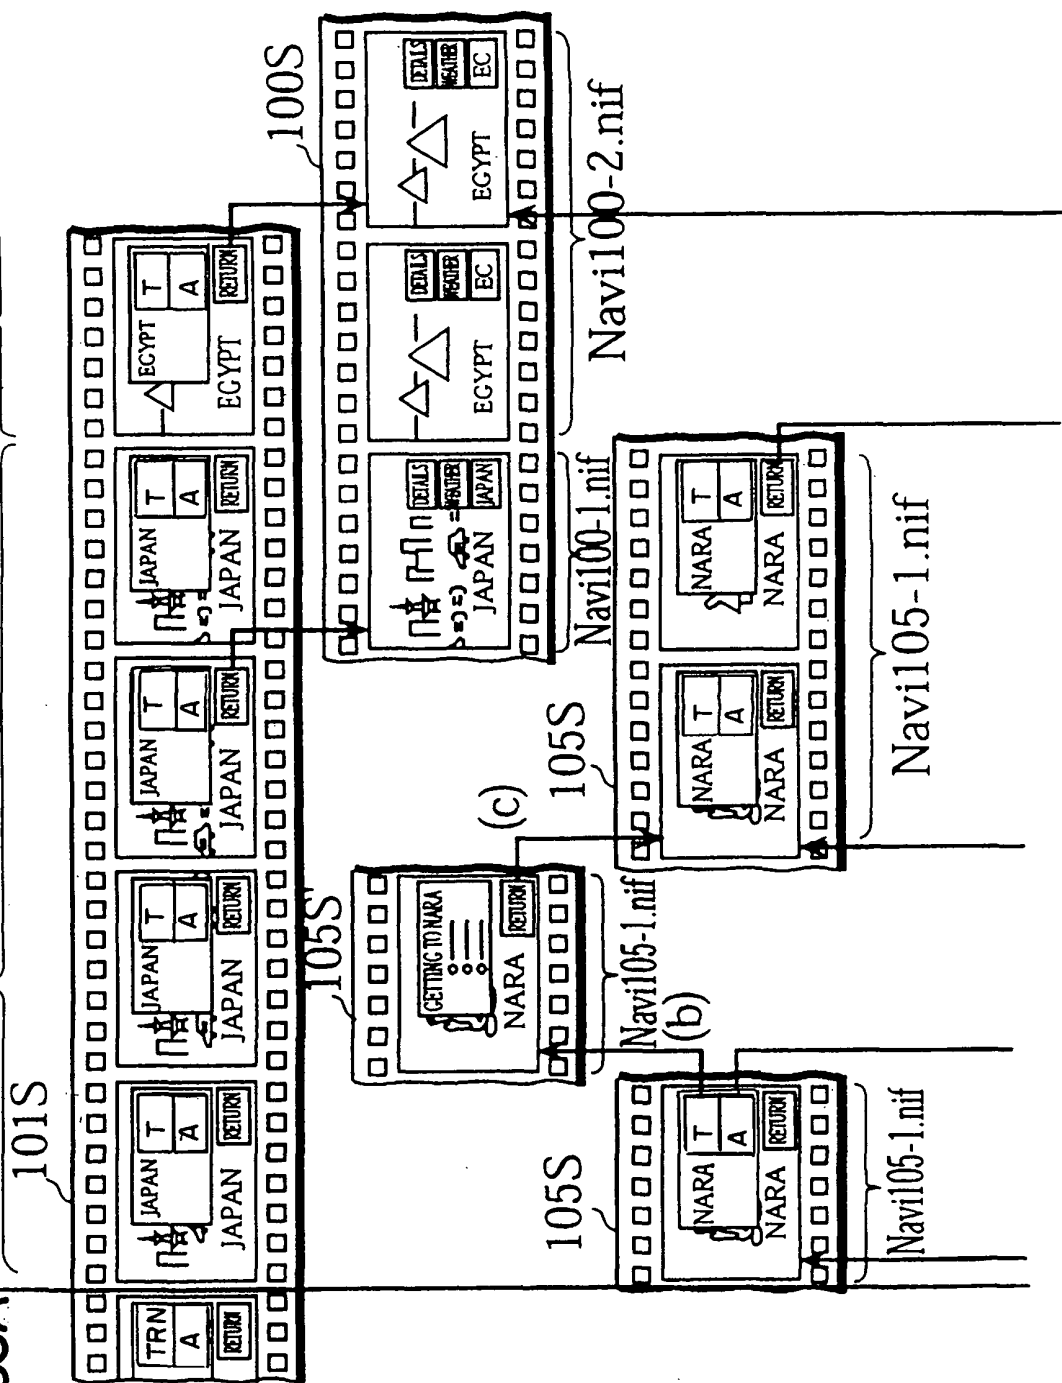 101S
TRN
A
RETURN
JAPAN
T
A
RETURN
JAPAN
JAPAN
T
A
RETURN
JAPAN
JAPAN
T
A
RETURN
JAPAN
JAPAN
T
A
RETURN
JAPAN
EGYPT
T
A
RETURN
EGYPT
100S
DETAILS
WEATHER
JAPAN
JAPAN
DETAILS
WEATHER
EC
EGYPT
DETAILS
WEATHER
EC
EGYPT
Navi100-1.nif
Navi100-2.nif
105S
GETTING TO NARA
RETURN
NARA
Navi105-1.nif
(b)
(c)
105S
NARA
T
A
RETURN
NARA
Navi105-1.nif
105S
NARA
T
A
RETURN
NARA
NARA
T
A
RETURN
NARA
Navi105-1.nif